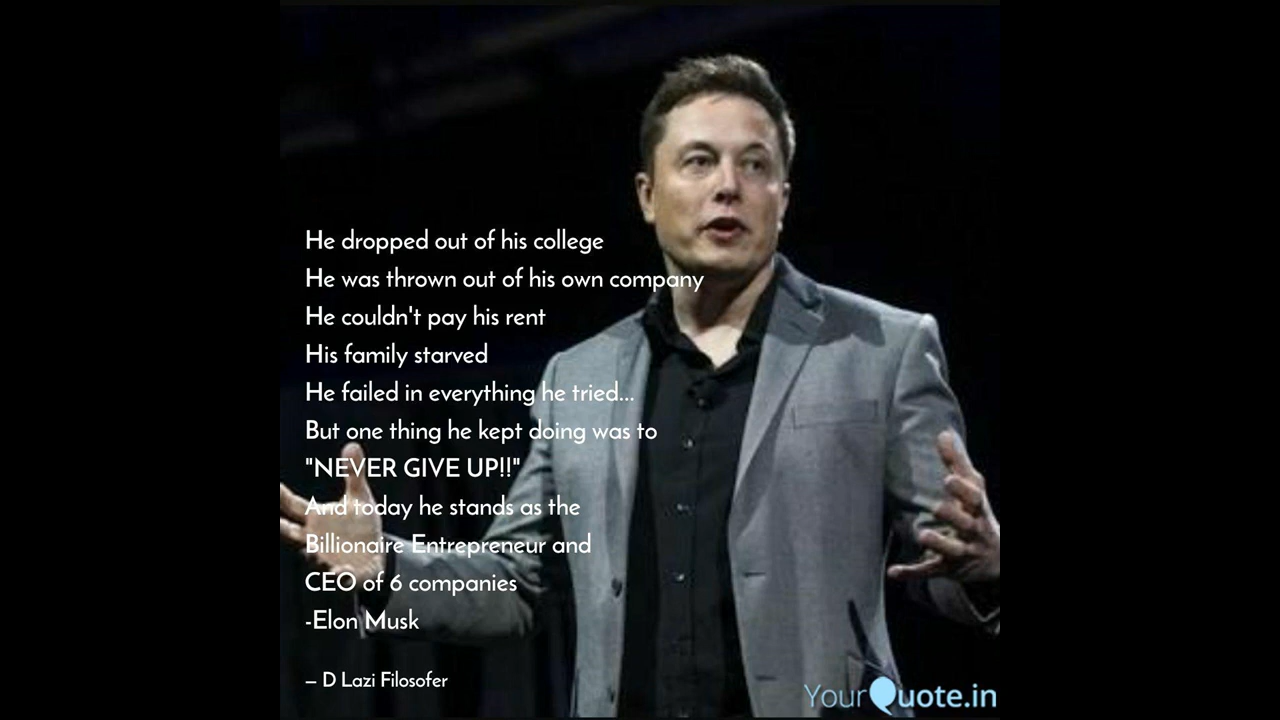 He dropped out of his college
He was thrown out of his own company
He couldn't pay his rent
His family starved
He failed in everything he tried...
But one thing he kept doing was to
"NEVER GIVE UP!!"
And today he stands as the
Billionaire Entrepreneur and
CEO of 6 companies
-Elon Musk
– D Lazi Filosofer
YourQuote.in